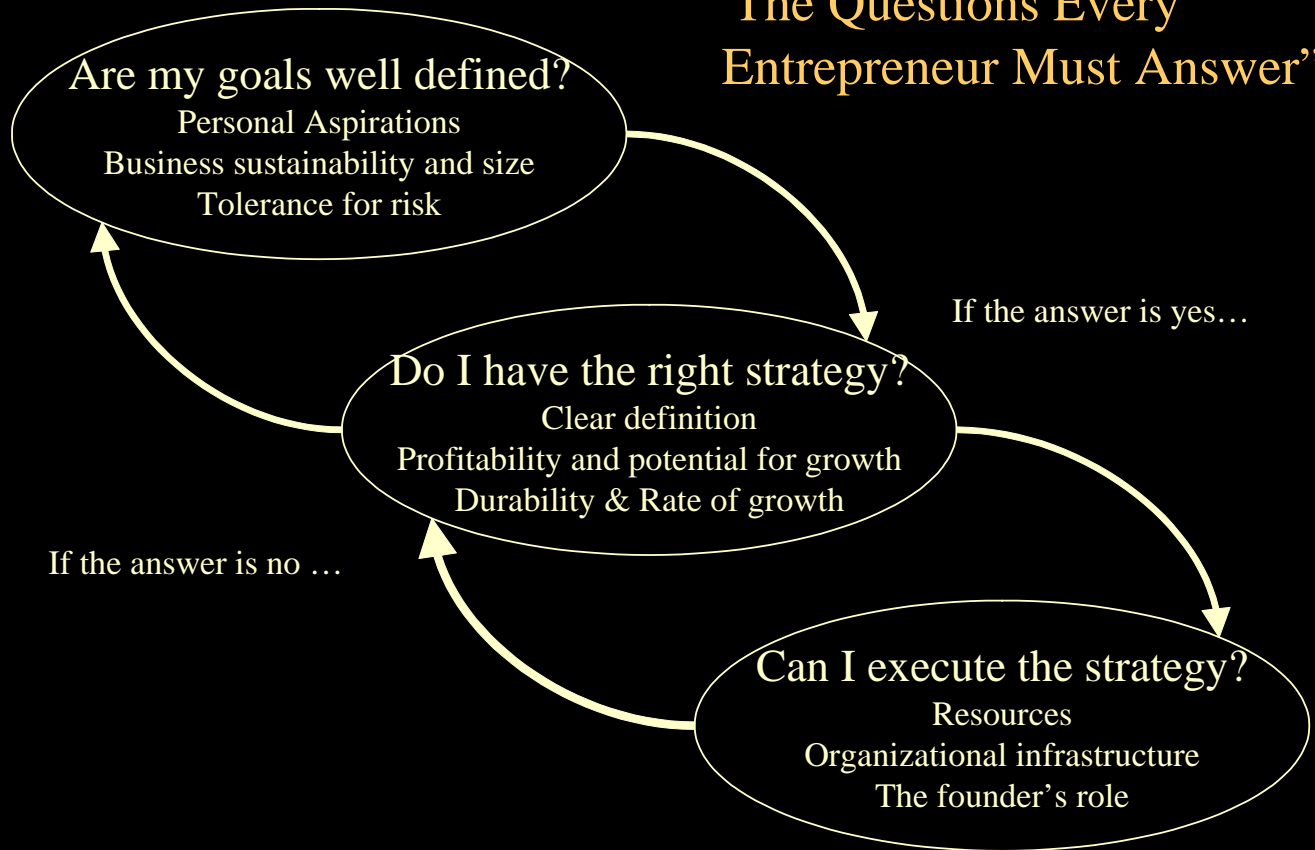 The Questions Every
Entrepreneur Must Answer”
Are my goals well defined?
Personal Aspirations
Business sustainability and size
Tolerance for risk
If the answer is yes…
Do I have the right strategy?
Clear definition
Profitability and potential for growth
Durability & Rate of growth
If the answer is no …
Can I execute the strategy?
Resources
Organizational infrastructure
The founder’s role